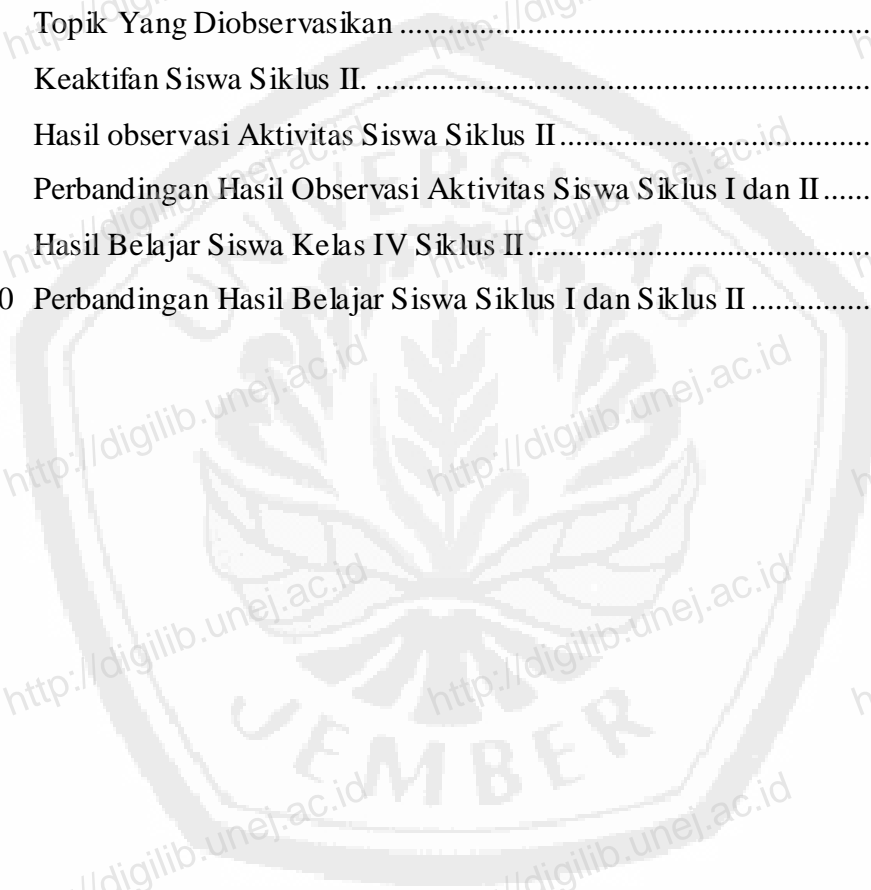 Topik Yang Diobservasikan ..................................................
Keaktifan Siswa Siklus II. .....................................................
Hasil observasi Aktivitas Siswa Siklus II ..................................
Perbandingan Hasil Observasi Aktivitas Siswa Siklus I dan II ......
Hasil Belajar Siswa Kelas IV Siklus II .....................................
0 Perbandingan Hasil Belajar Siswa Siklus I dan Siklus II ...............
UNIVERSITAS
JEMBER
http://digilib.unej.ac.id
http://digilib.unej.ac.id
http://digilib.unej.ac.id
http://digilib.unej.ac.id
http://digilib.unej.ac.id
http://digilib.unej.ac.id